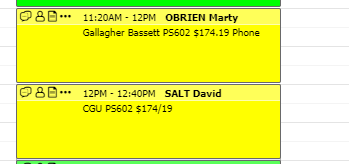 11:20AM - 12PM OBRIEN Marty
Gallagher Bassett PS602 $174.19 Phone
12PM - 12:40PM SALT David
CGU PS602 $174/19